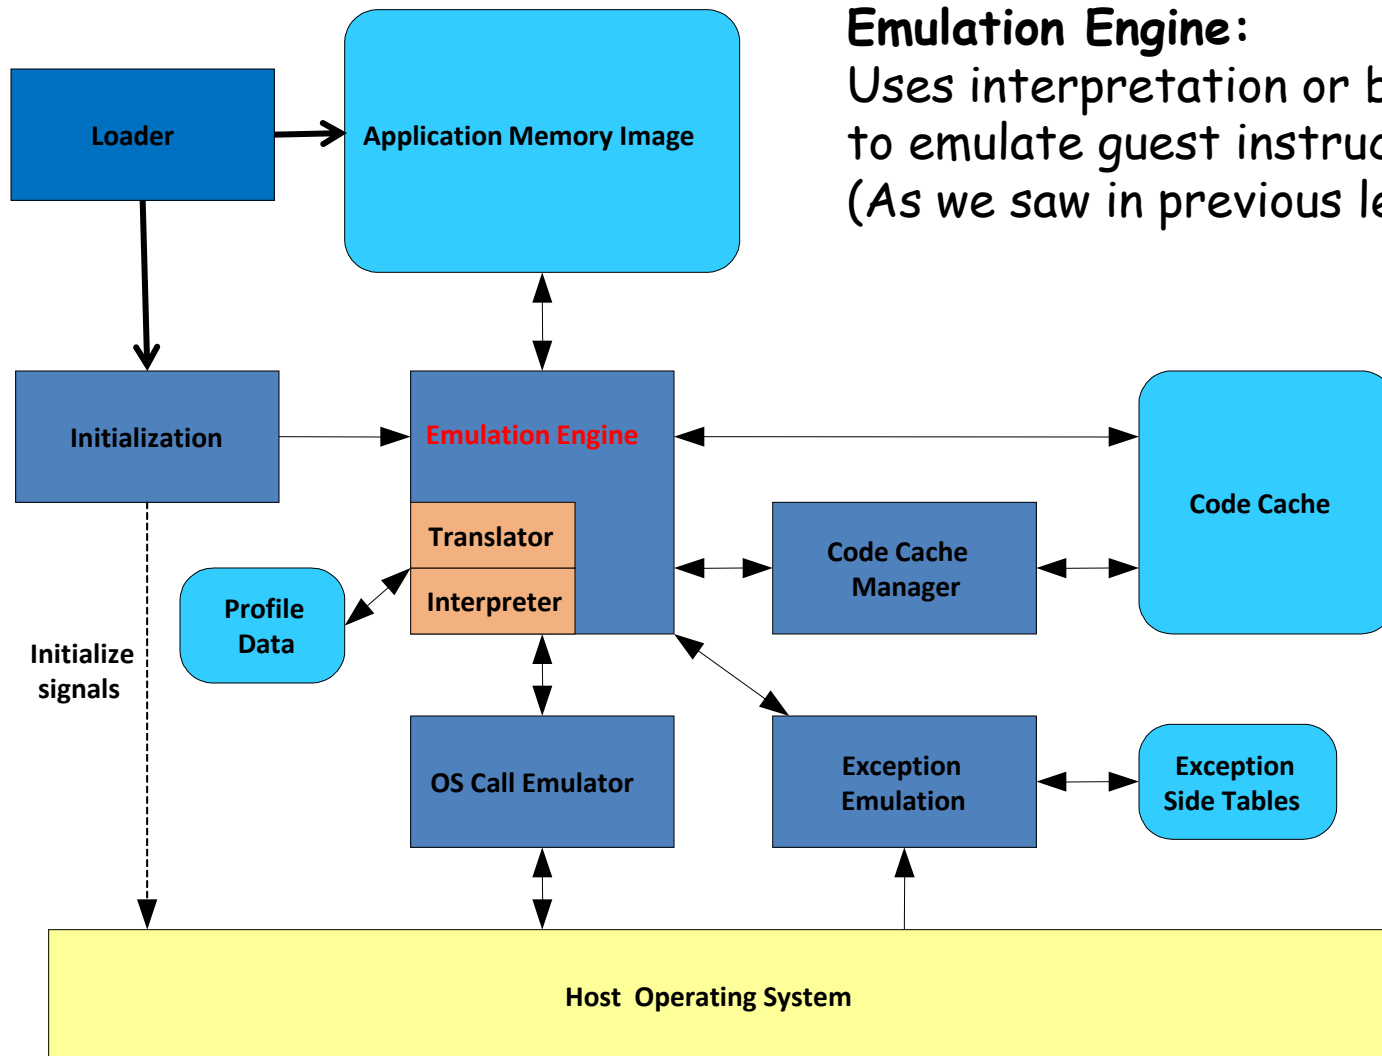 Emulation Engine:
Uses interpretation or
to emulate guest
(As we saw in previous
Loader
Application Memory Image
Initialization
Emulation Engine
Translator
Interpreter
Code Cache
Manager
Code Cache
Profile
Data
Initialize
signals
OS Call Emulator
Exception
Emulation
Exception
Side Tables
Host Operating System